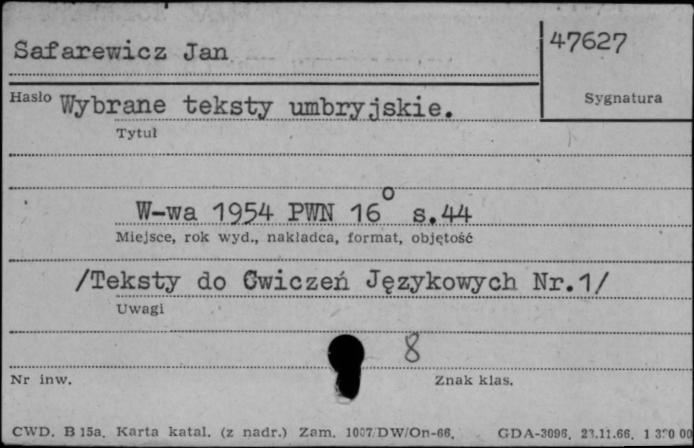 Safarewicz Jan
47627
Hasło
Sygnatura
Wybrane teksty umbryjskie.
Tytuł
W-wa 1954 PWN 16° s.44
Miejsce, rok wyd., nakładca, format, objętość
/Teksty do Ćwiczeń Językowych Nr.1/
Uwagi
8
Nr inw.
Znak klas.
CWD. B 15a. Karta katal. (z nadr.) Zam. 1007/DW/On-66. GDA-3096, 23.11.66.